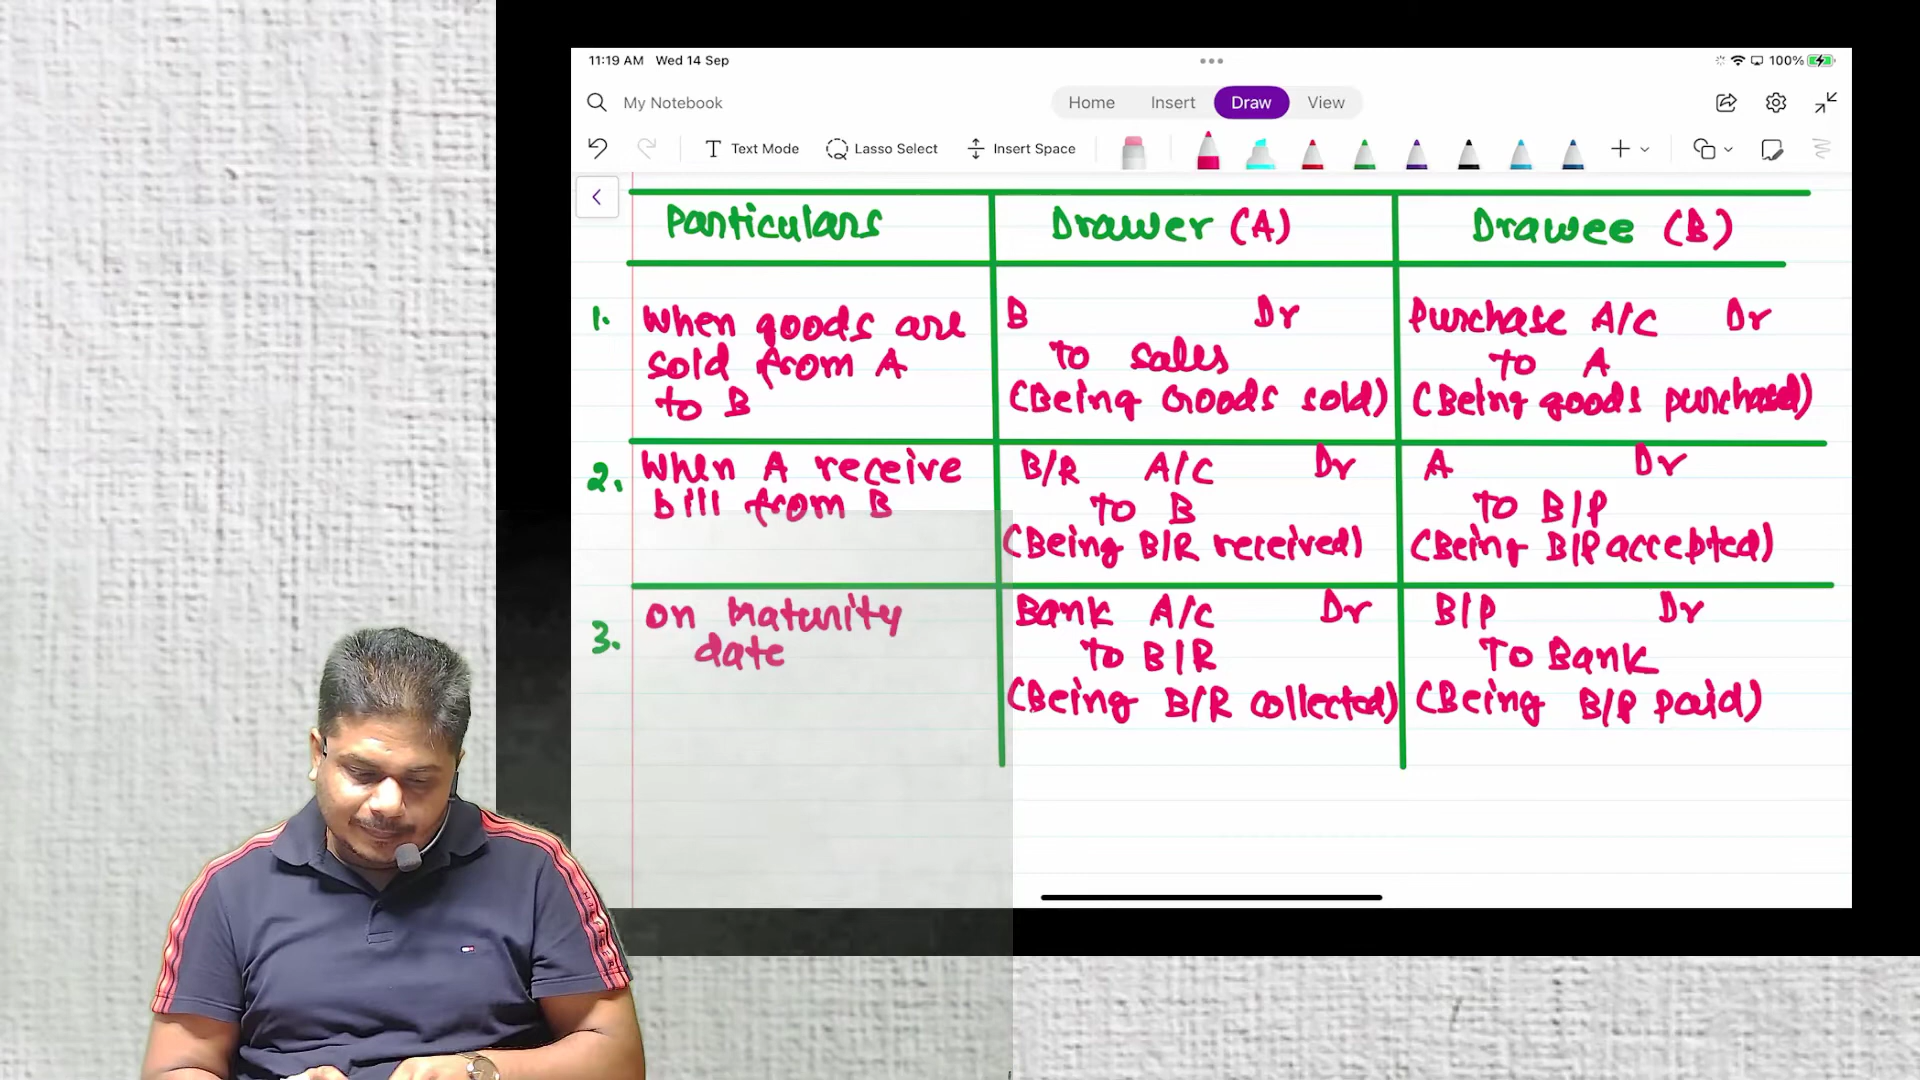 11:19 AM Wed 14 Sep
100%
My Notebook
Home Insert Draw View
Text Mode Lasso Select Insert Space
Particulars Drawer (A) Drawee (B)
1. When goods are sold from A to B
B Dr
To sales
(Being Goods sold)
Purchase A/C Dr
To A
(Being goods purchased)
2. When A receive bill from B
B/R A/C Dr
To B
(Being B/R received)
A Dr
To B/P
(Being B/P accepted)
3. on Maturity date
Bank A/C Dr
To B/R
(Being B/R collected)
B/P Dr
To Bank
(Being B/P paid)